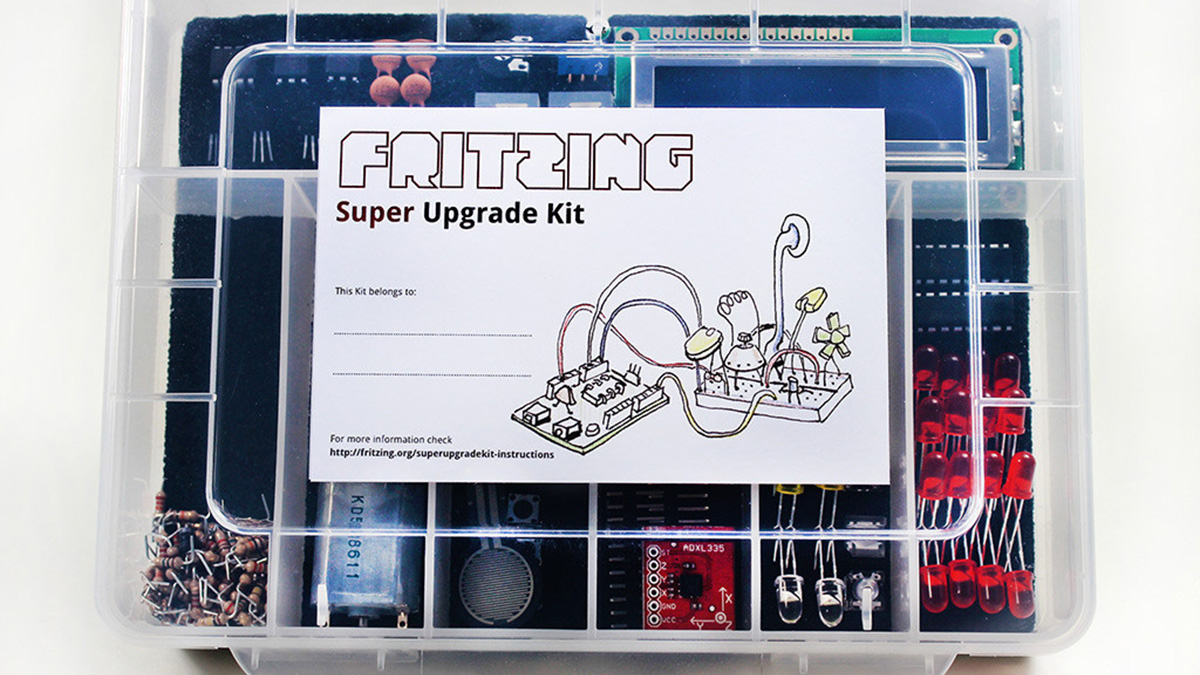 FRITZING
Super Upgrade Kit
This Kit belongs to:
For more information check
http://fritzing.org/superupgradekit-instructions
ADXL335
ST
Z
Y
X
GND
VCC
X
Y
Z